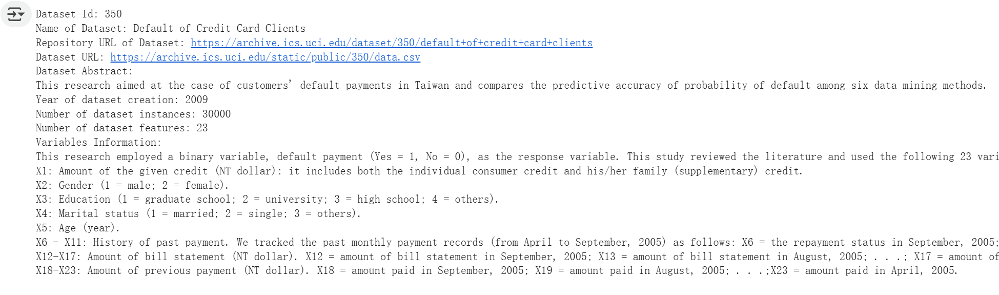 Dataset Id: 350
Name of Dataset: Default of Credit Card Clients
Repository URL of Dataset: https://archive.ics.uci.edu/dataset/350/default+of+credit+card+clients
Dataset URL: https://archive.ics.uci.edu/static/public/350/data.csv
Dataset Abstract:
This research aimed at the case of customers’ default payments in Taiwan and compares the predictive accuracy of probability of default among six data mining methods.
Year of dataset creation: 2009
Number of dataset instances: 30000
Number of dataset features: 23
Variables Information:
This research employed a binary variable, default payment (Yes = 1, No = 0), as the response variable. This study reviewed the literature and used the following 23 vari
X1: Amount of the given credit (NT dollar): it includes both the individual consumer credit and his/her family (supplementary) credit.
X2: Gender (1 = male; 2 = female).
X3: Education (1 = graduate school; 2 = university; 3 = high school; 4 = others).
X4: Marital status (1 = married; 2 = single; 3 = others).
X5: Age (year).
X6 - X11: History of past payment. We tracked the past monthly payment records (from April to September, 2005) as follows: X6 = the repayment status in September, 2005;
X12-X17: Amount of bill statement (NT dollar). X12 = amount of bill statement in September, 2005; X13 = amount of bill statement in August, 2005; . . .; X17 = amount of
X18-X23: Amount of previous payment (NT dollar). X18 = amount paid in September, 2005; X19 = amount paid in August, 2005; . . .;X23 = amount paid in April, 2005.